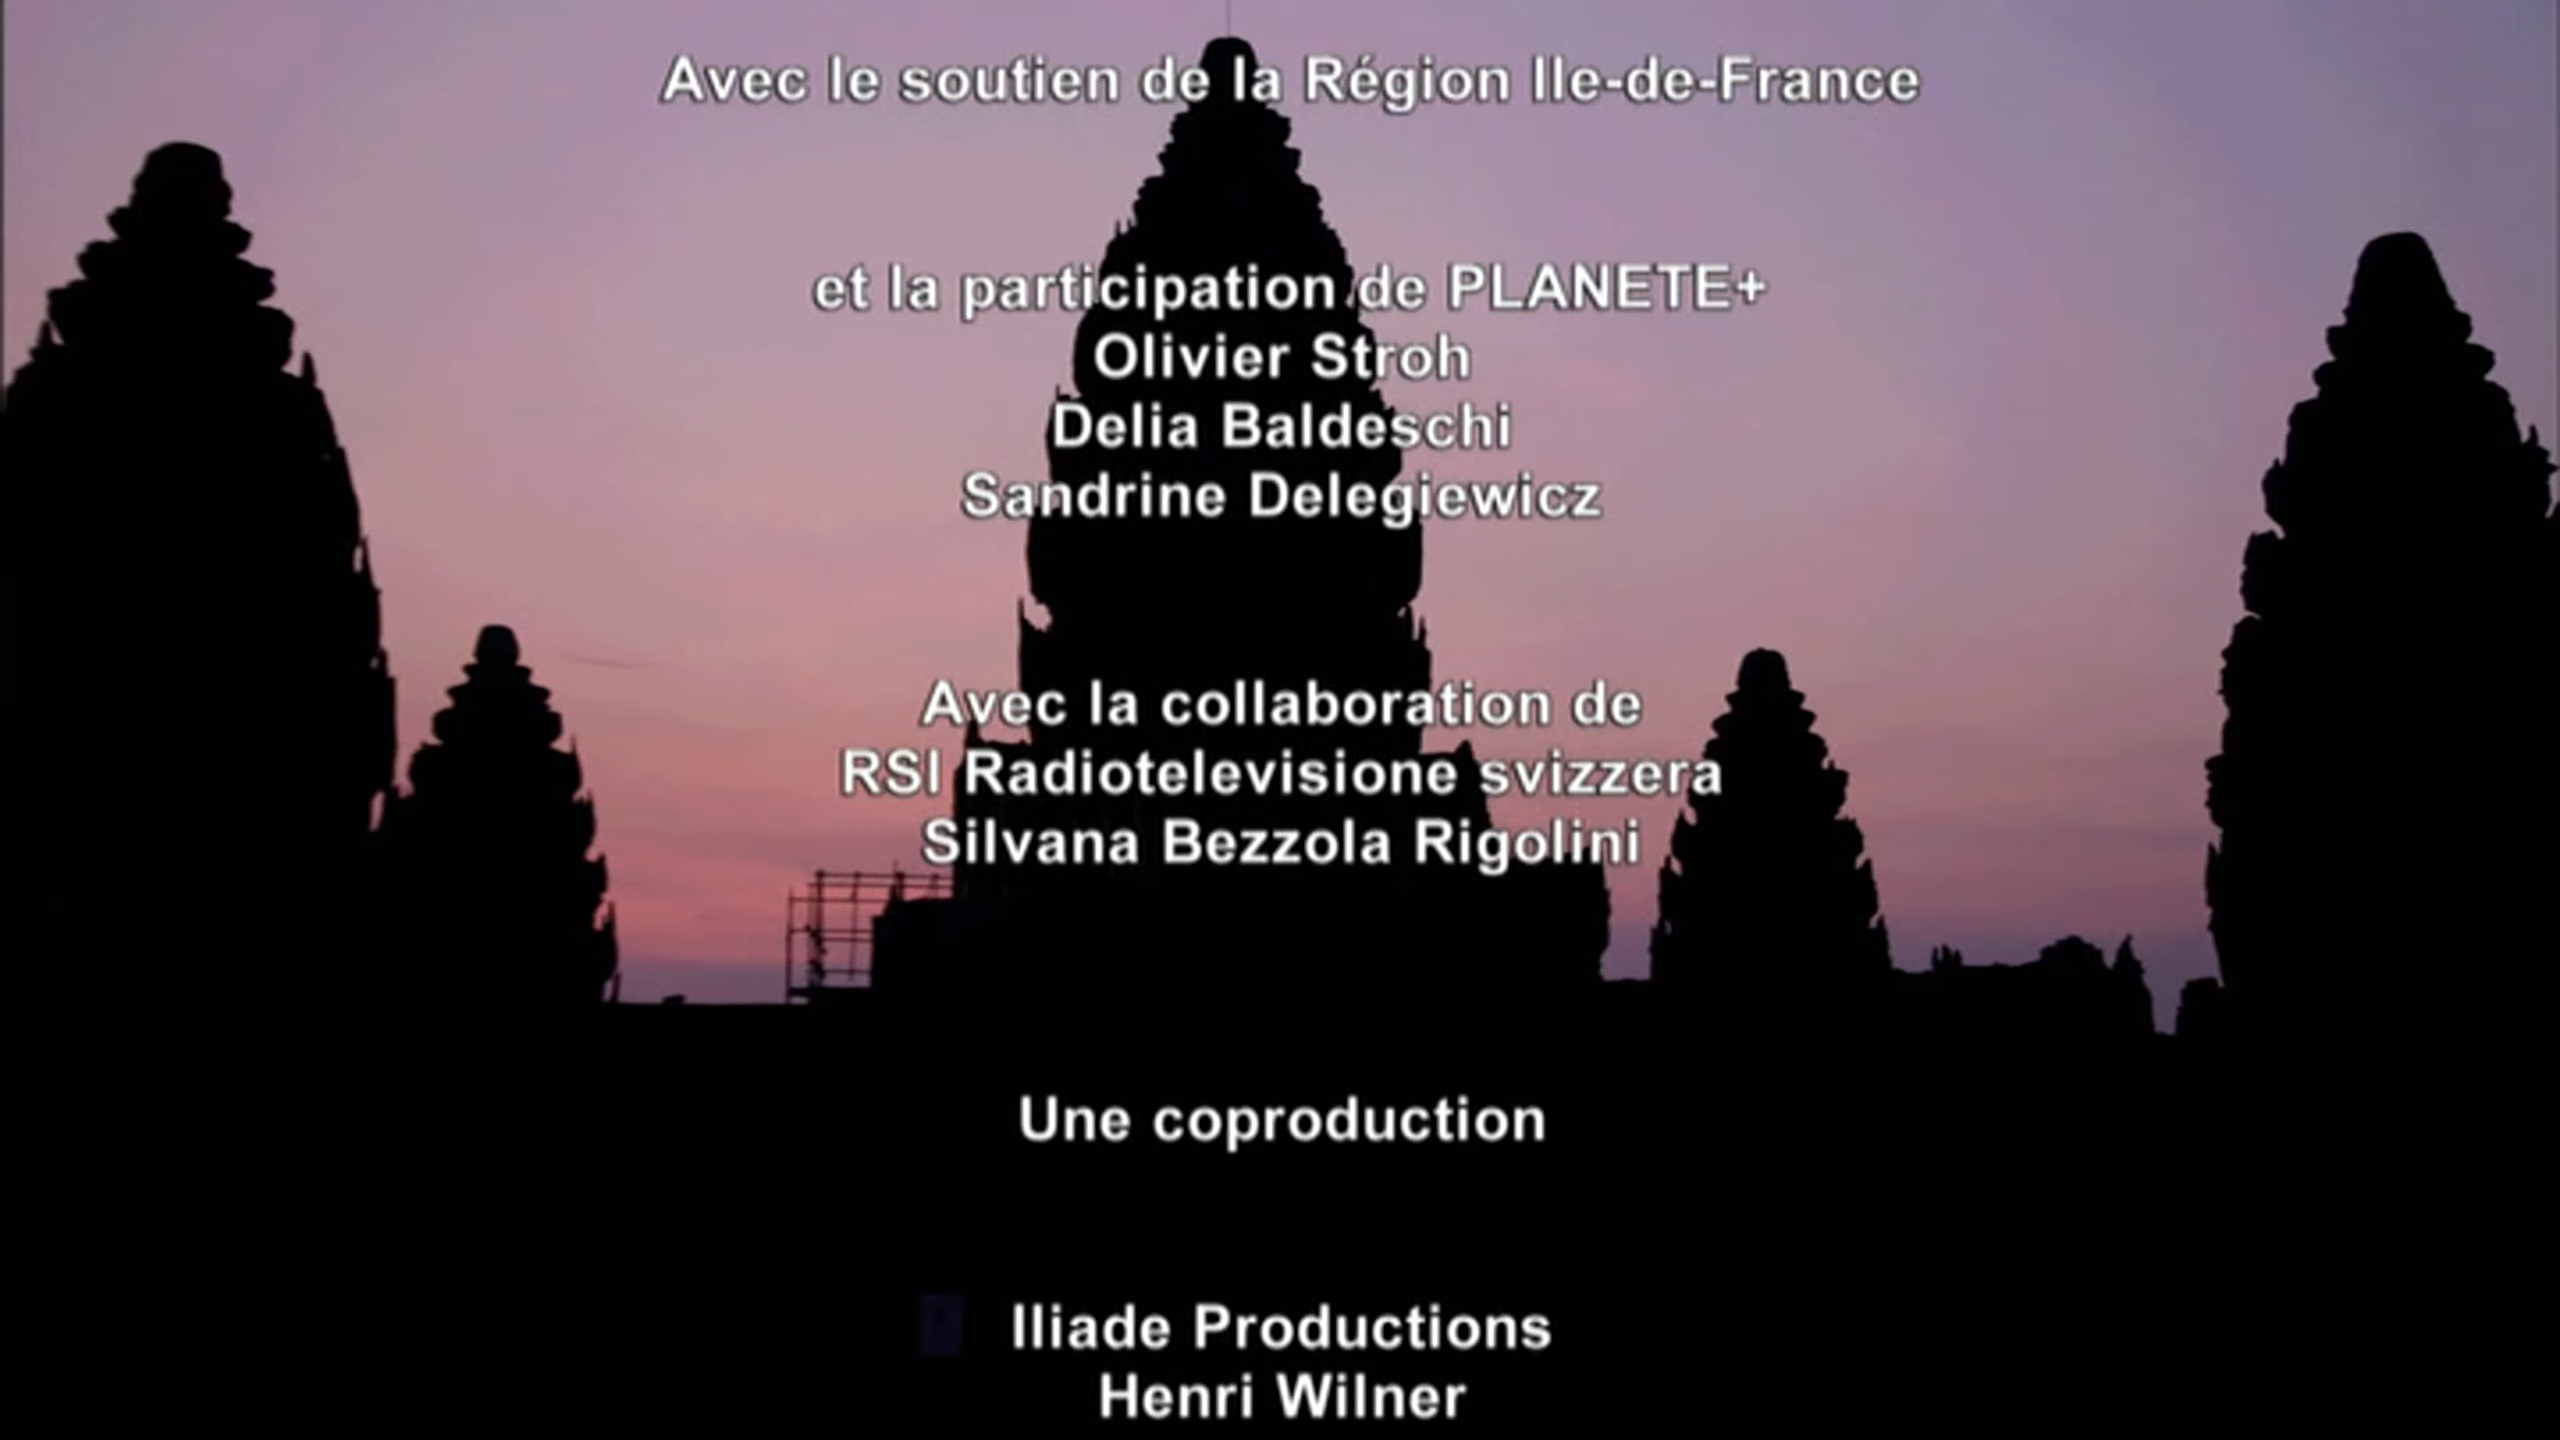 Avec le soutien de la Région Ile-de-France
et la participation de PLANETE+
Olivier Stroh
Delia Baldeschi
Sandrine Delegiewicz
Avec la collaboration de
RSI Radiotelevisione svizzera
Silvana Bezzola Rigolini
Une coproduction
Iliade Productions
Henri Wilner